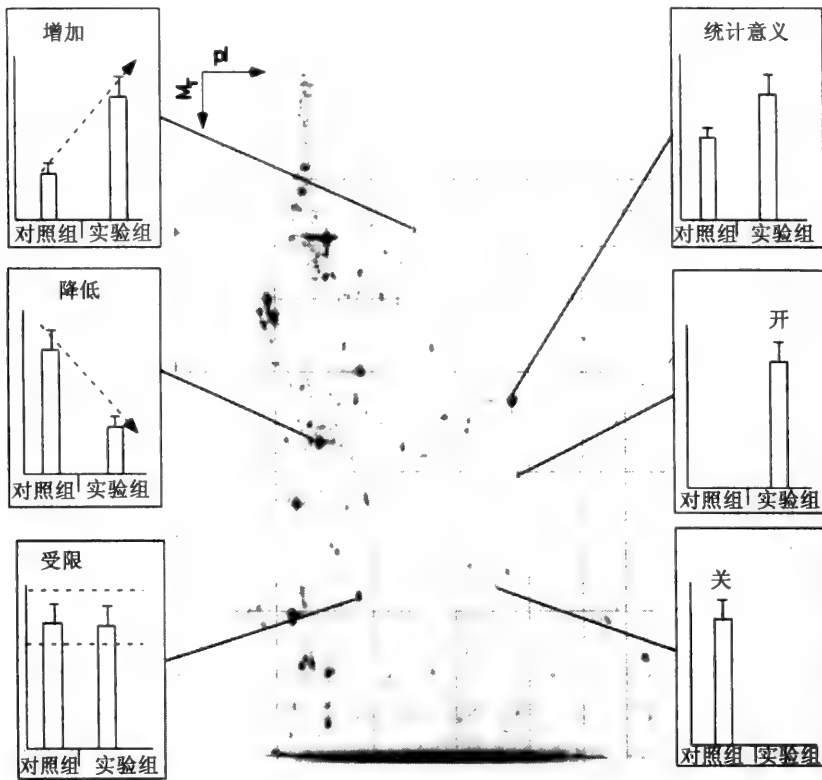 增加
对照组 实验组
pI
Mr
统计意义
对照组 实验组
降低
对照组 实验组
开
对照组 实验组
受限
对照组 实验组
关
对照组 实验组